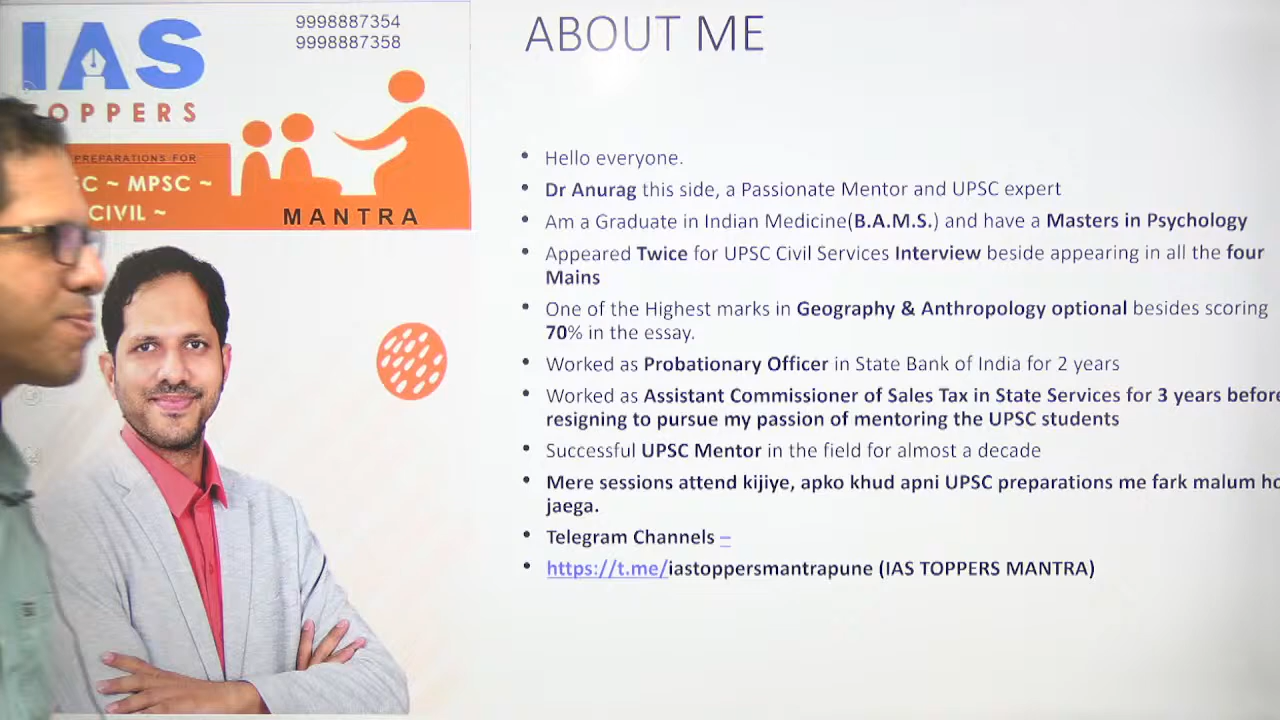 IAS
TOPPERS
PREPARATIONS FOR
SC ~ MPSC ~
CIVIL ~
MANTRA
9998887354
9998887358
ABOUT ME
• Hello everyone.
• Dr Anurag this side, a Passionate Mentor and UPSC expert
• Am a Graduate in Indian Medicine(B.A.M.S.) and have a Masters in Psychology
• Appeared Twice for UPSC Civil Services Interview beside appearing in all the four
Mains
• One of the Highest marks in Geography & Anthropology optional besides scoring
70% in the essay.
• Worked as Probationary Officer in State Bank of India for 2 years
• Worked as Assistant Commissioner of Sales Tax in State Services for 3 years before
resigning to pursue my passion of mentoring the UPSC students
• Successful UPSC Mentor in the field for almost a decade
• Mere sessions attend kijiye, apko khud apni UPSC preparations me fark malum ho
jaega.
• Telegram Channels –
• https://t.me/iastoppersmantrapune (IAS TOPPERS MANTRA)